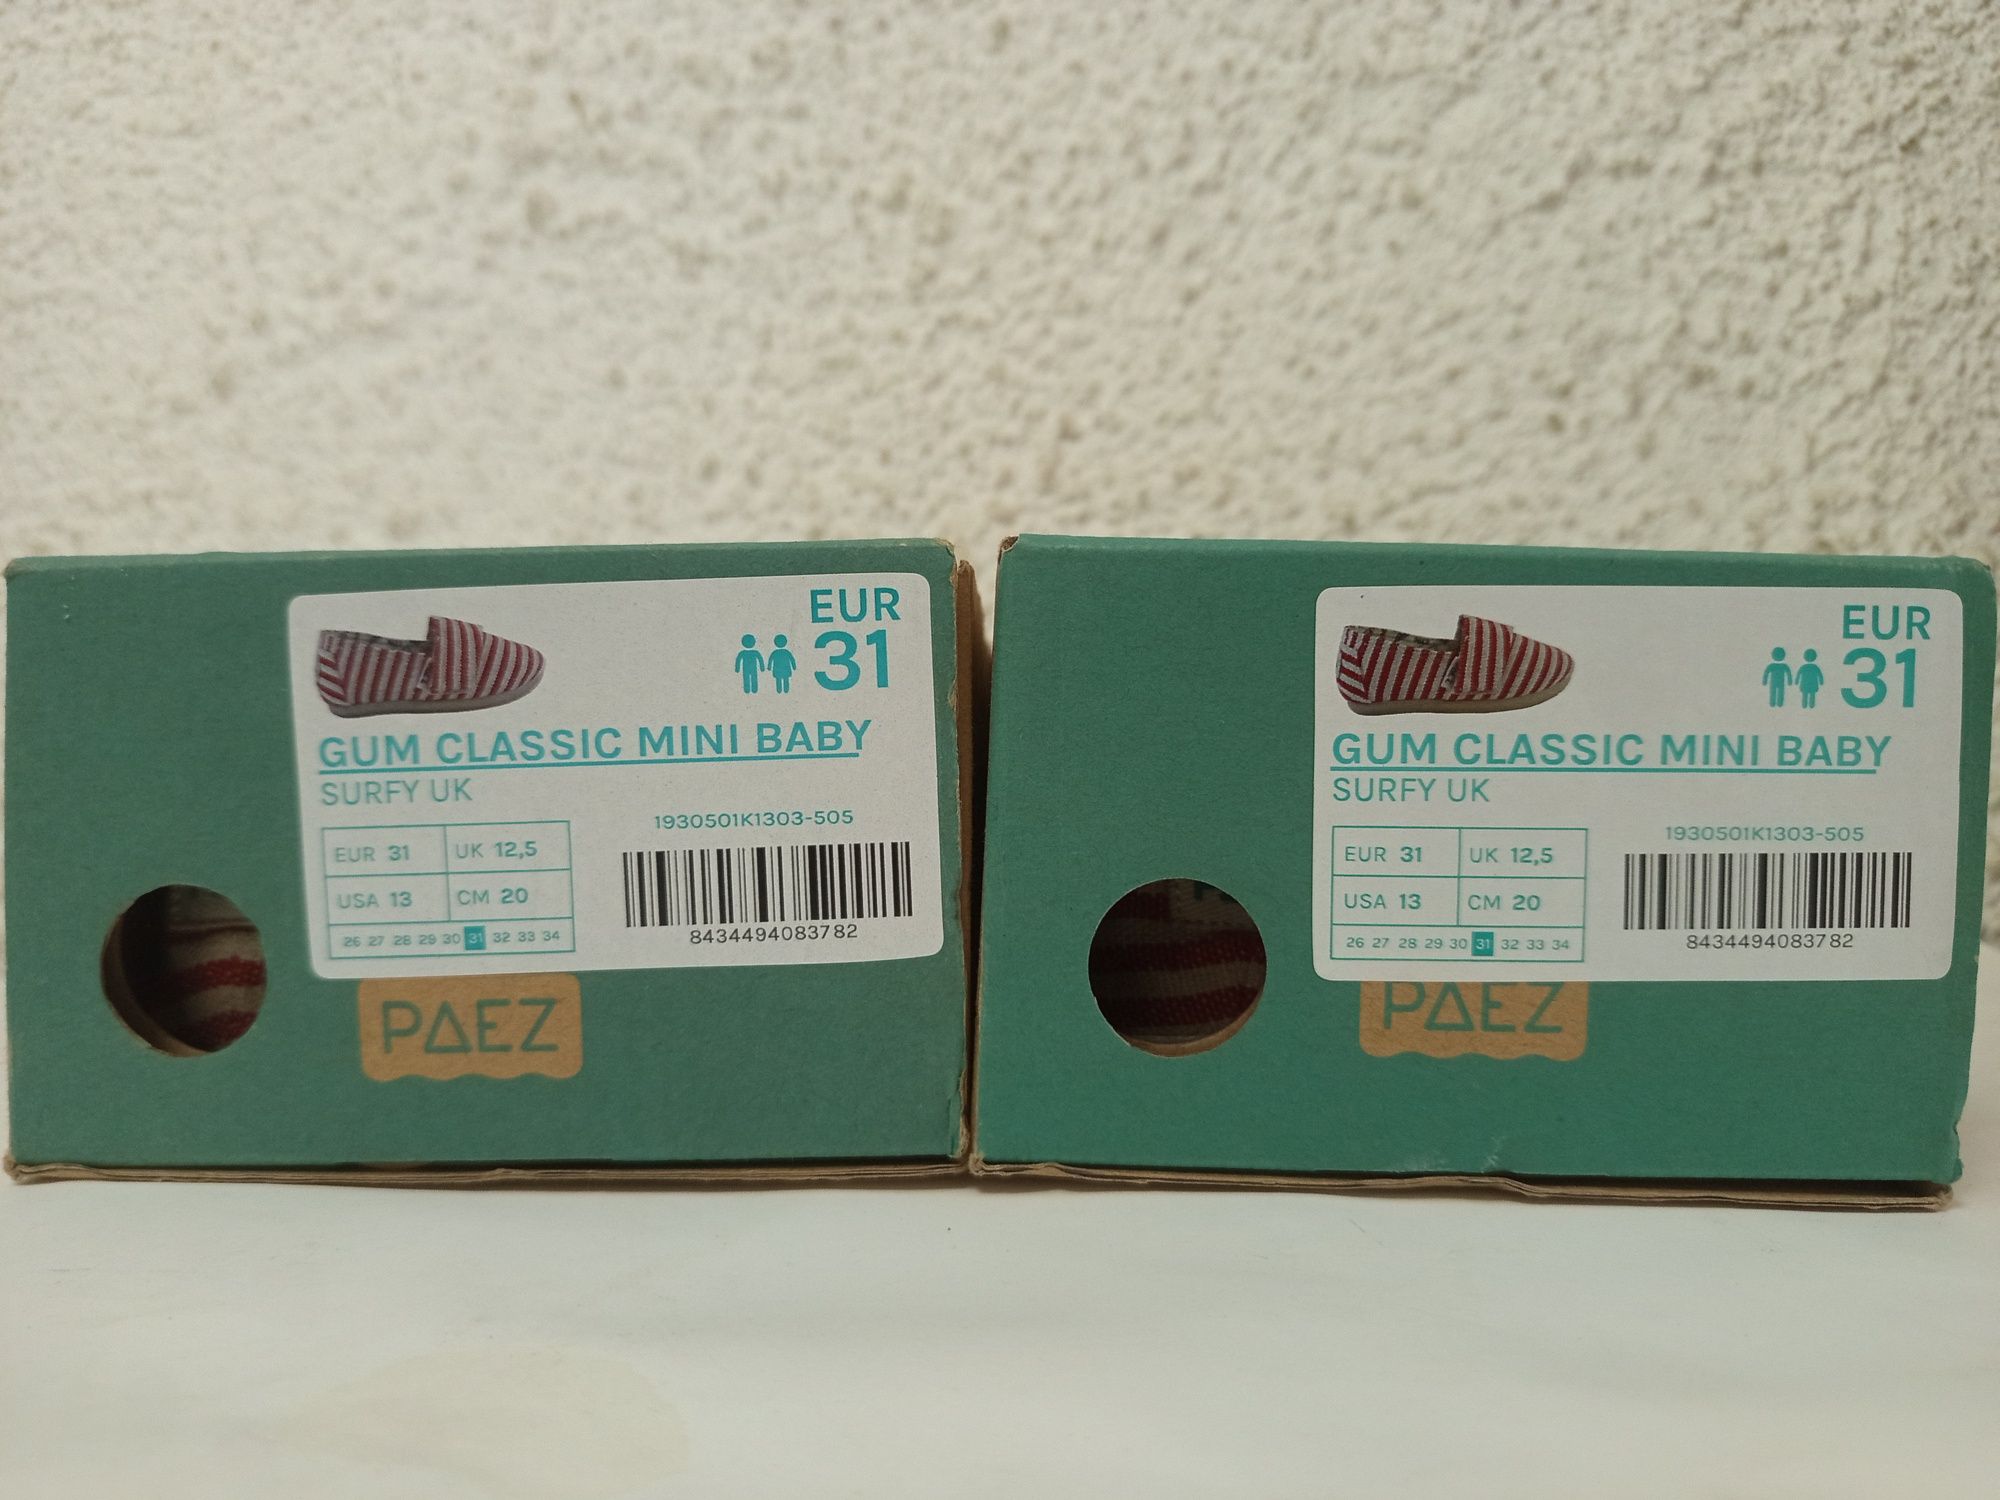 EUR
31
GUM CLASSIC MINI BABY
SURFY UK
1930501K1303-505
EUR 31 UK 12,5
USA 13 CM 20
26 27 28 29 30 31 32 33 34
8434494083782
PAEZ
EUR
31
GUM CLASSIC MINI BABY
SURFY UK
1930501K1303-505
EUR 31 UK 12,5
USA 13 CM 20
26 27 28 29 30 31 32 33 34
8434494083782
PAEZ